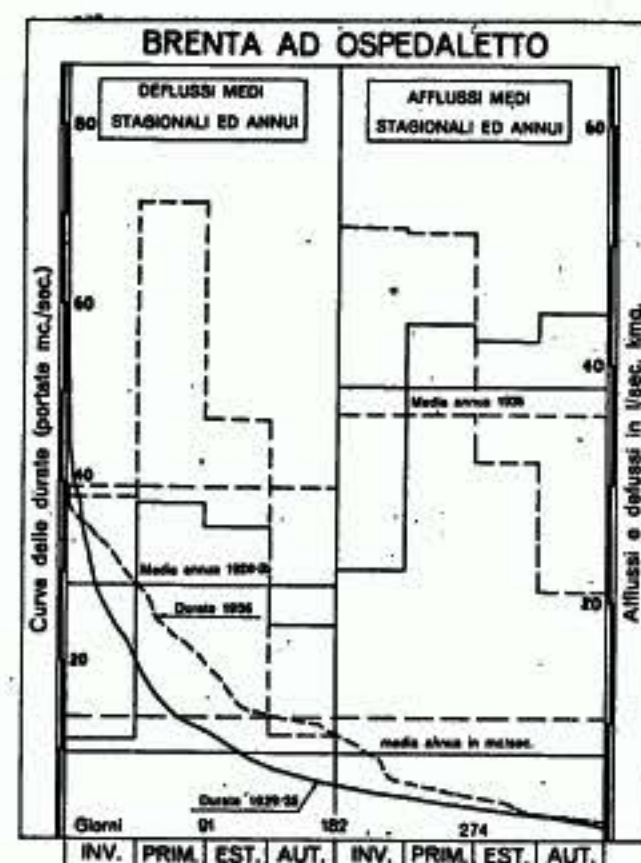 BRENTA AD OSPEDALETTO
DEFLUSSI MEDI
STAGIONALI ED ANNUI
AFFLUSSI MEDI
STAGIONALI ED ANNUI
Curve delle durate (portate mc./sec.)
80
60
40
20
60
40
20
Afflussi e deflussi in l/sec. kmq.
Media annua 1936
Media annua
Durate 1936
media annua in mc/sec.
Durate 1929-35
Giorni 91 182 274
INV. PRIM. EST. AUT. INV. PRIM. EST. AUT.